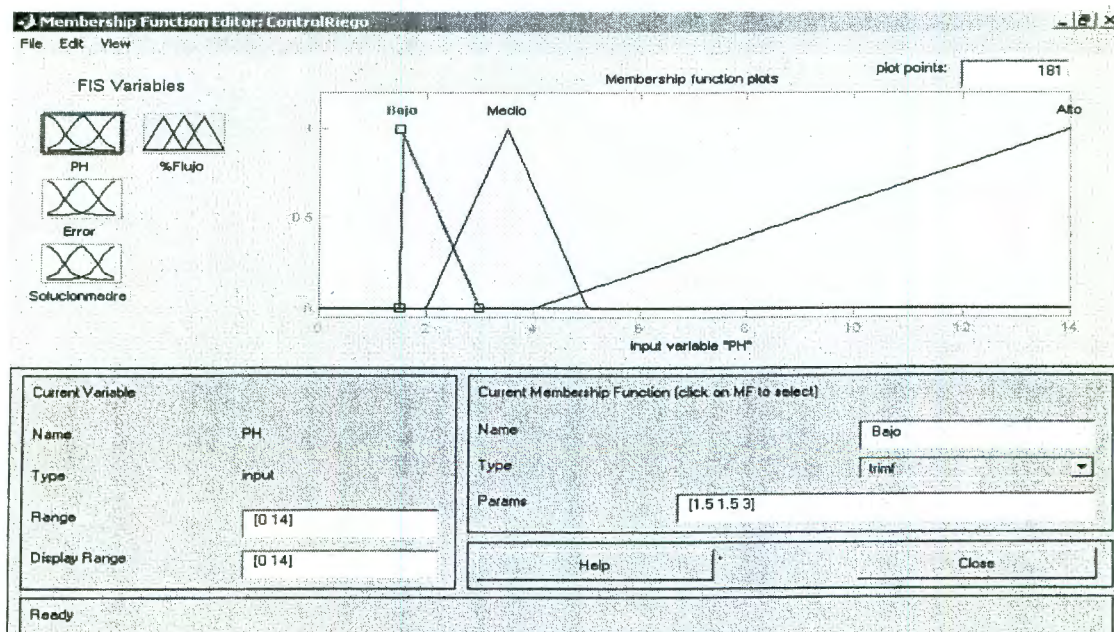 Membership Function Editor: ControlRiego
File Edit View
FIS Variables
PH
%Flujo
Error
Solucionmadre
Membership function plots
plot points:
181
Bajo
Medio
Alto
1
0.5
0
0 2 4 6 8 10 12 14
input variable "PH"
Current Variable
Name PH
Type input
Range [0 14]
Display Range [0 14]
Current Membership Function (click on MF to select)
Name Bajo
Type trimf
Params [1.5 1.5 3]
Help
Close
Ready